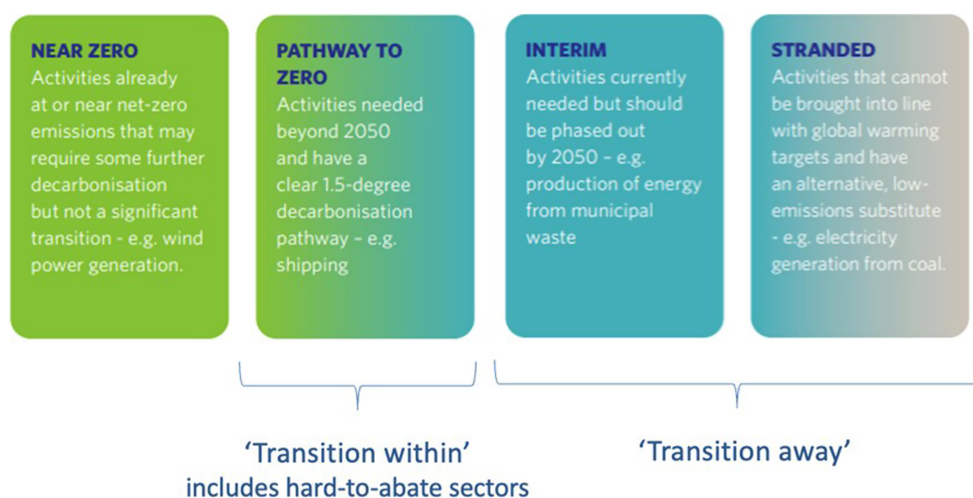 NEAR ZERO
Activities already
at or near net-zero
emissions that may
require some further
decarbonisation
but not a significant
transition - e.g. wind
power generation.
PATHWAY TO
ZERO
Activities needed
beyond 2050
and have a
clear 1.5-degree
decarbonisation
pathway – e.g.
shipping
INTERIM
Activities currently
needed but should
be phased out
by 2050 – e.g.
production of energy
from municipal
waste
STRANDED
Activities that cannot
be brought into line
with global warming
targets and have
an alternative, low-
emissions substitute
- e.g. electricity
generation from coal.
‘Transition within’
includes hard-to-abate sectors
‘Transition away’